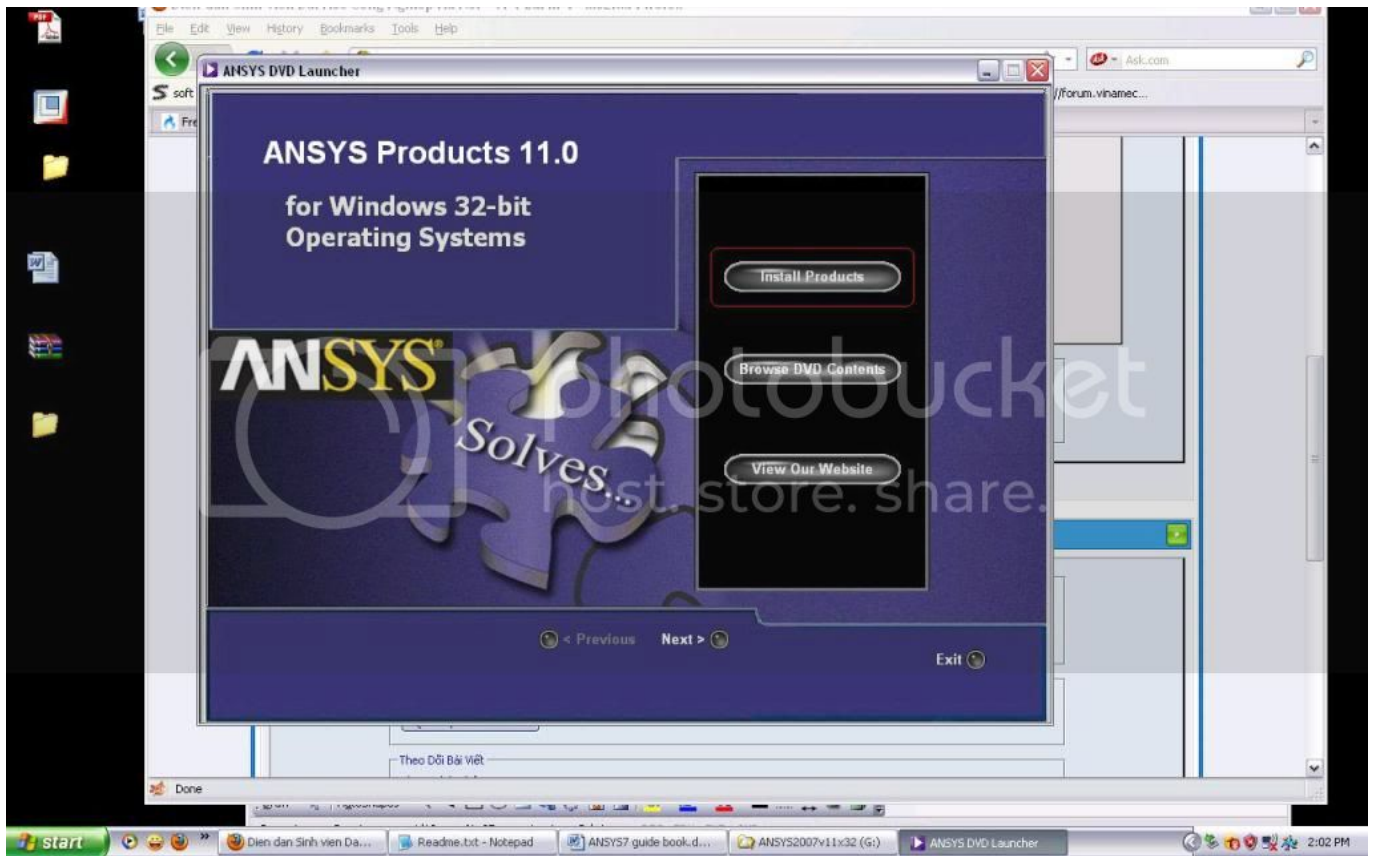 File Edit View History Bookmarks Tools Help
ANSYS DVD Launcher
Ask.com
S soft
//forum.vinamec...
Fre
ANSYS Products 11.0
for Windows 32-bit
Operating Systems
Install Products
ANSYS
Browse DVD Contents
photobucket
Solves...
View Our Website
host. store. share.
< Previous Next >
Exit
Theo Dõi Bài Viết
Done
start
Dien dan Sinh vien Da...
Readme.txt - Notepad
ANSYS7 guide book.d...
ANSYS2007v11x32 (G:)
ANSYS DVD Launcher
2:02 PM